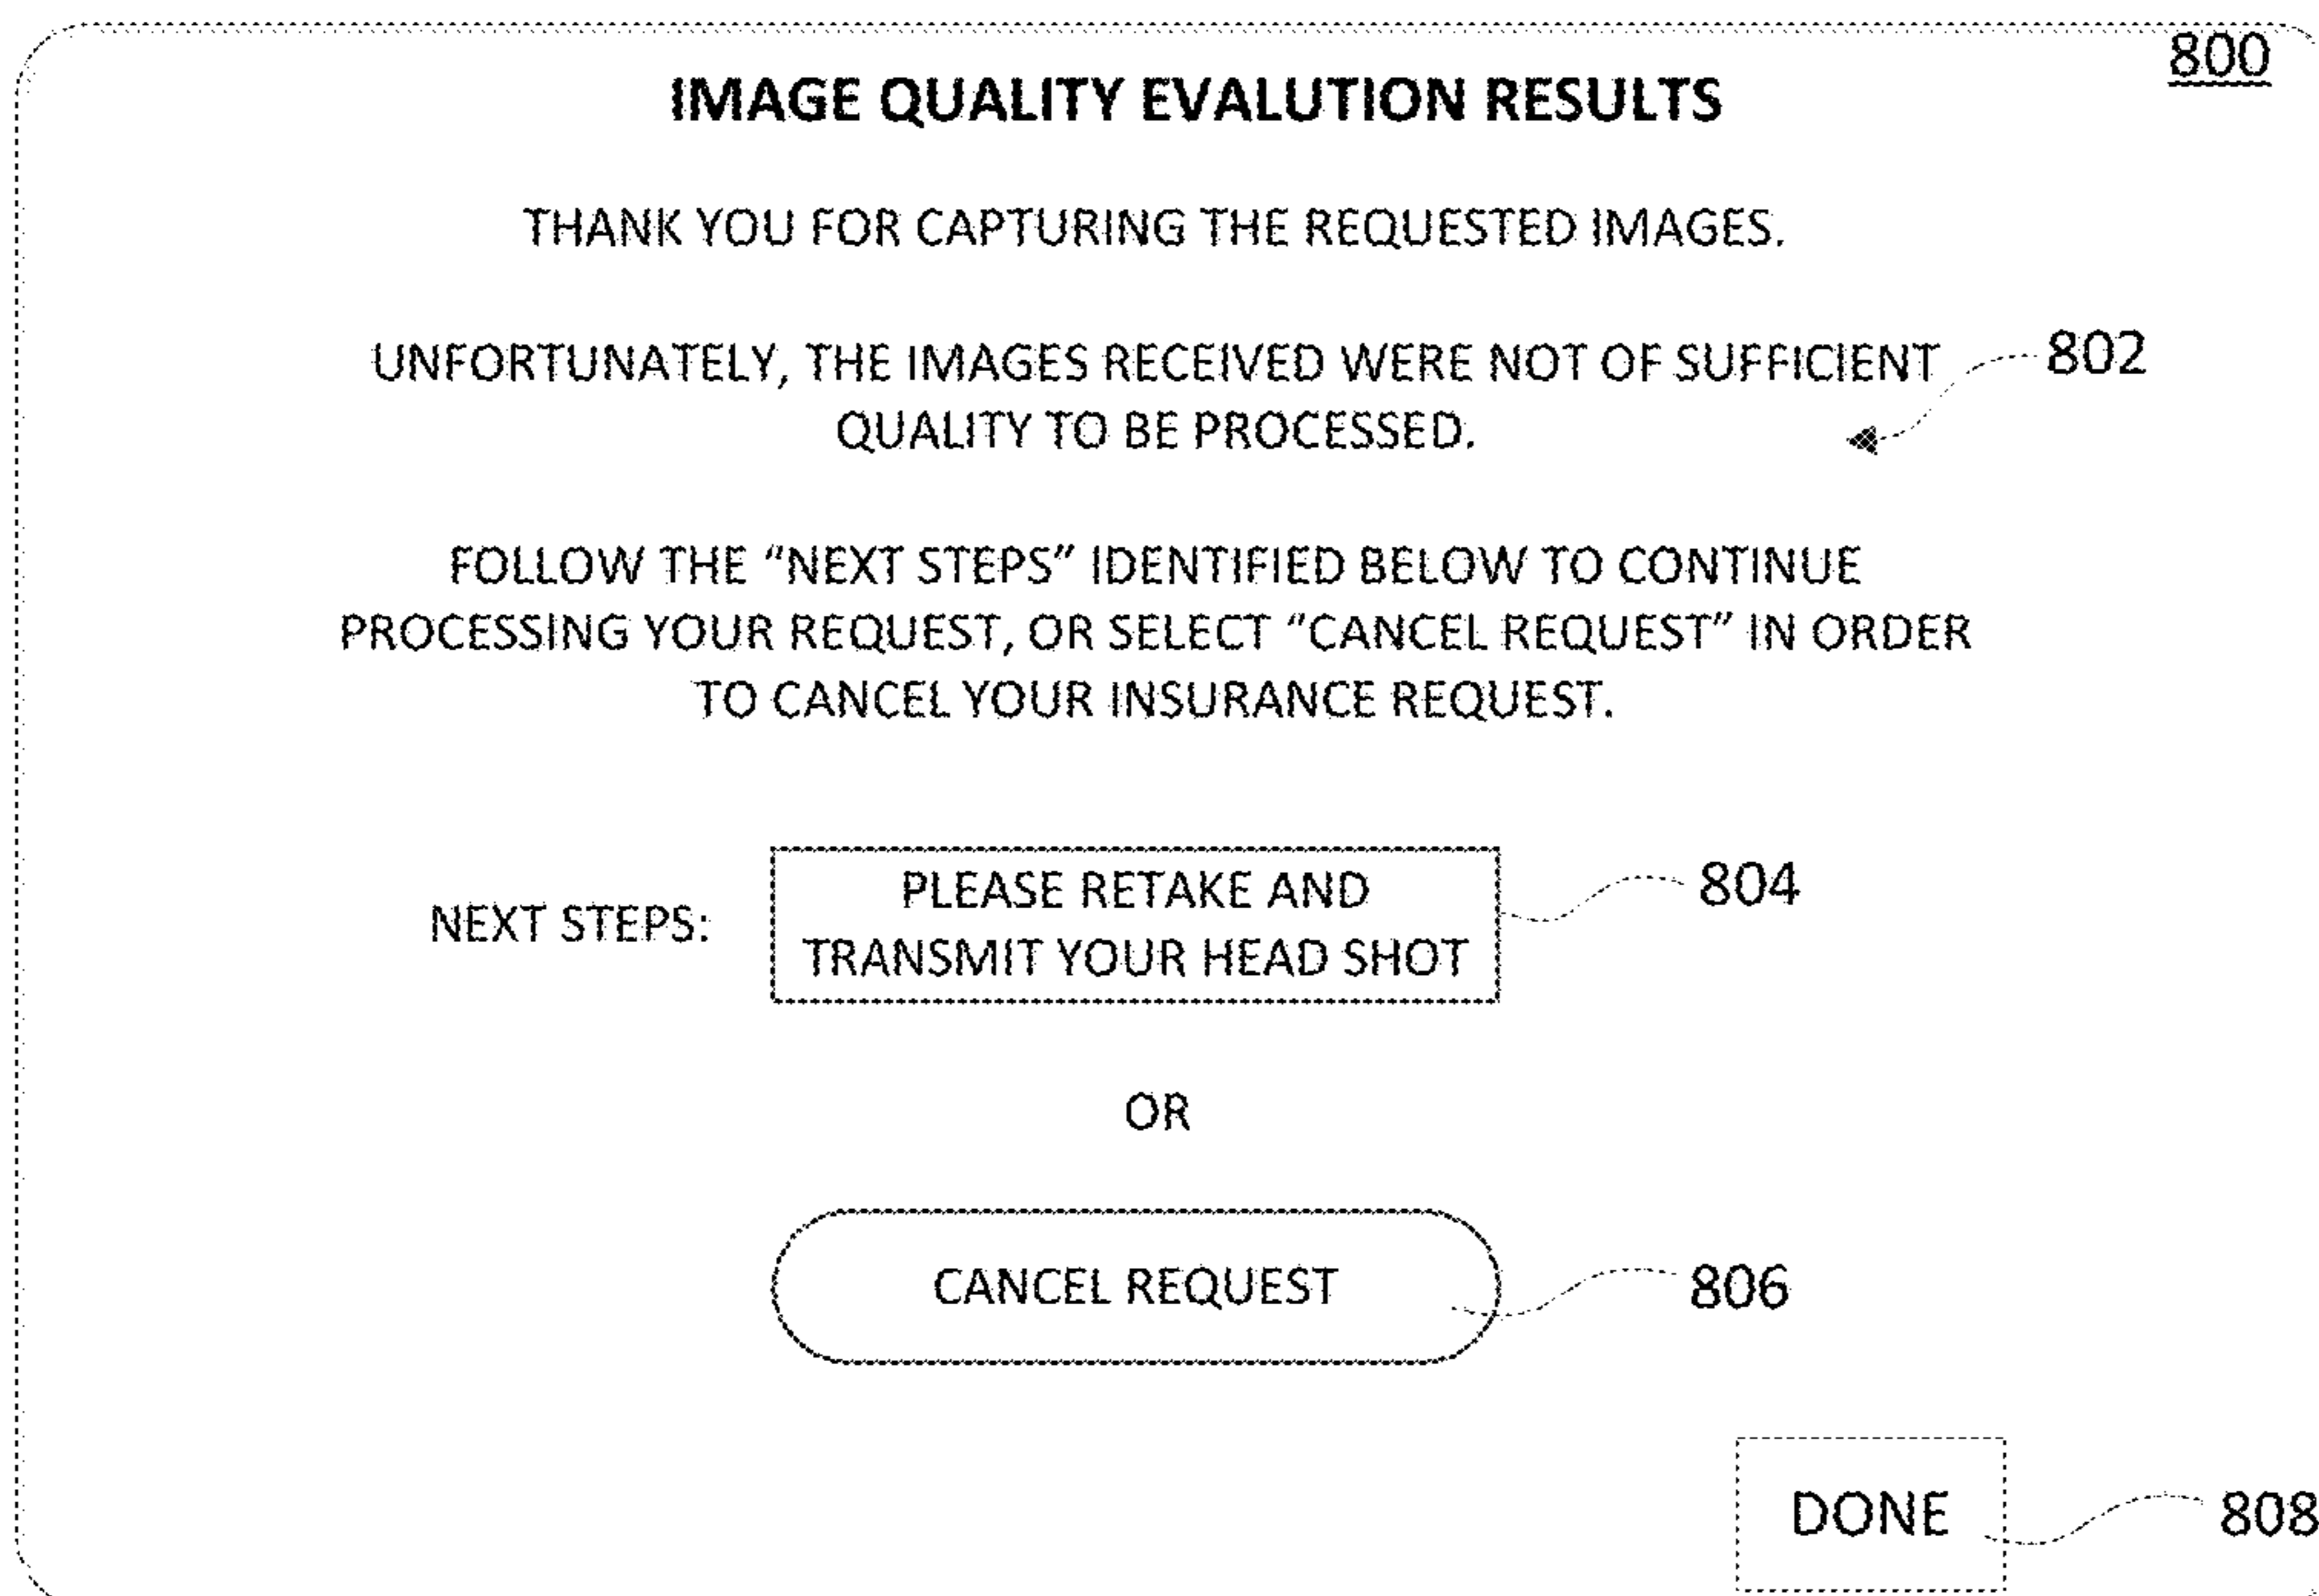 800
IMAGE QUALITY EVALUTION RESULTS
THANK YOU FOR CAPTURING THE REQUESTED IMAGES.
UNFORTUNATELY, THE IMAGES RECEIVED WERE NOT OF SUFFICIENT
802
QUALITY TO BE PROCESSED.
FOLLOW THE “NEXT STEPS” IDENTIFIED BELOW TO CONTINUE
PROCESSING YOUR REQUEST, OR SELECT “CANCEL REQUEST” IN ORDER
TO CANCEL YOUR INSURANCE REQUEST.
NEXT STEPS:
PLEASE RETAKE AND
TRANSMIT YOUR HEAD SHOT
804
OR
CANCEL REQUEST
806
DONE
808